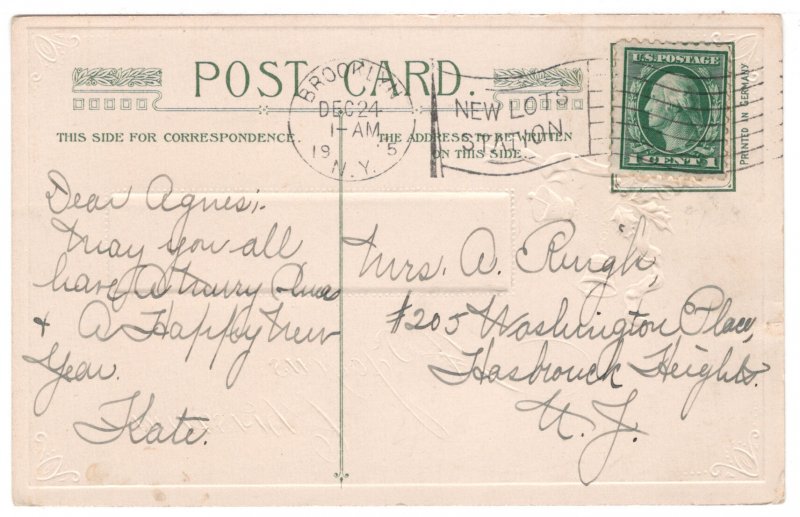 POST CARD.
BROOKLYN
DEC 24
1-AM
19 5
N.Y.
NEW LOTS
STATION
U.S. POSTAGE
1 CENT 1
PRINTED IN GERMANY
THIS SIDE FOR CORRESPONDENCE.
THE ADDRESS TO BE WRITTEN
ON THIS SIDE.
Dear Agnes:
May you all
have a Merry Xmas
+ A Happy New
Year.
Kate.
Mrs. A. Rugh,
#205 Washington Place,
Hasbrouck Heights.
N. J.